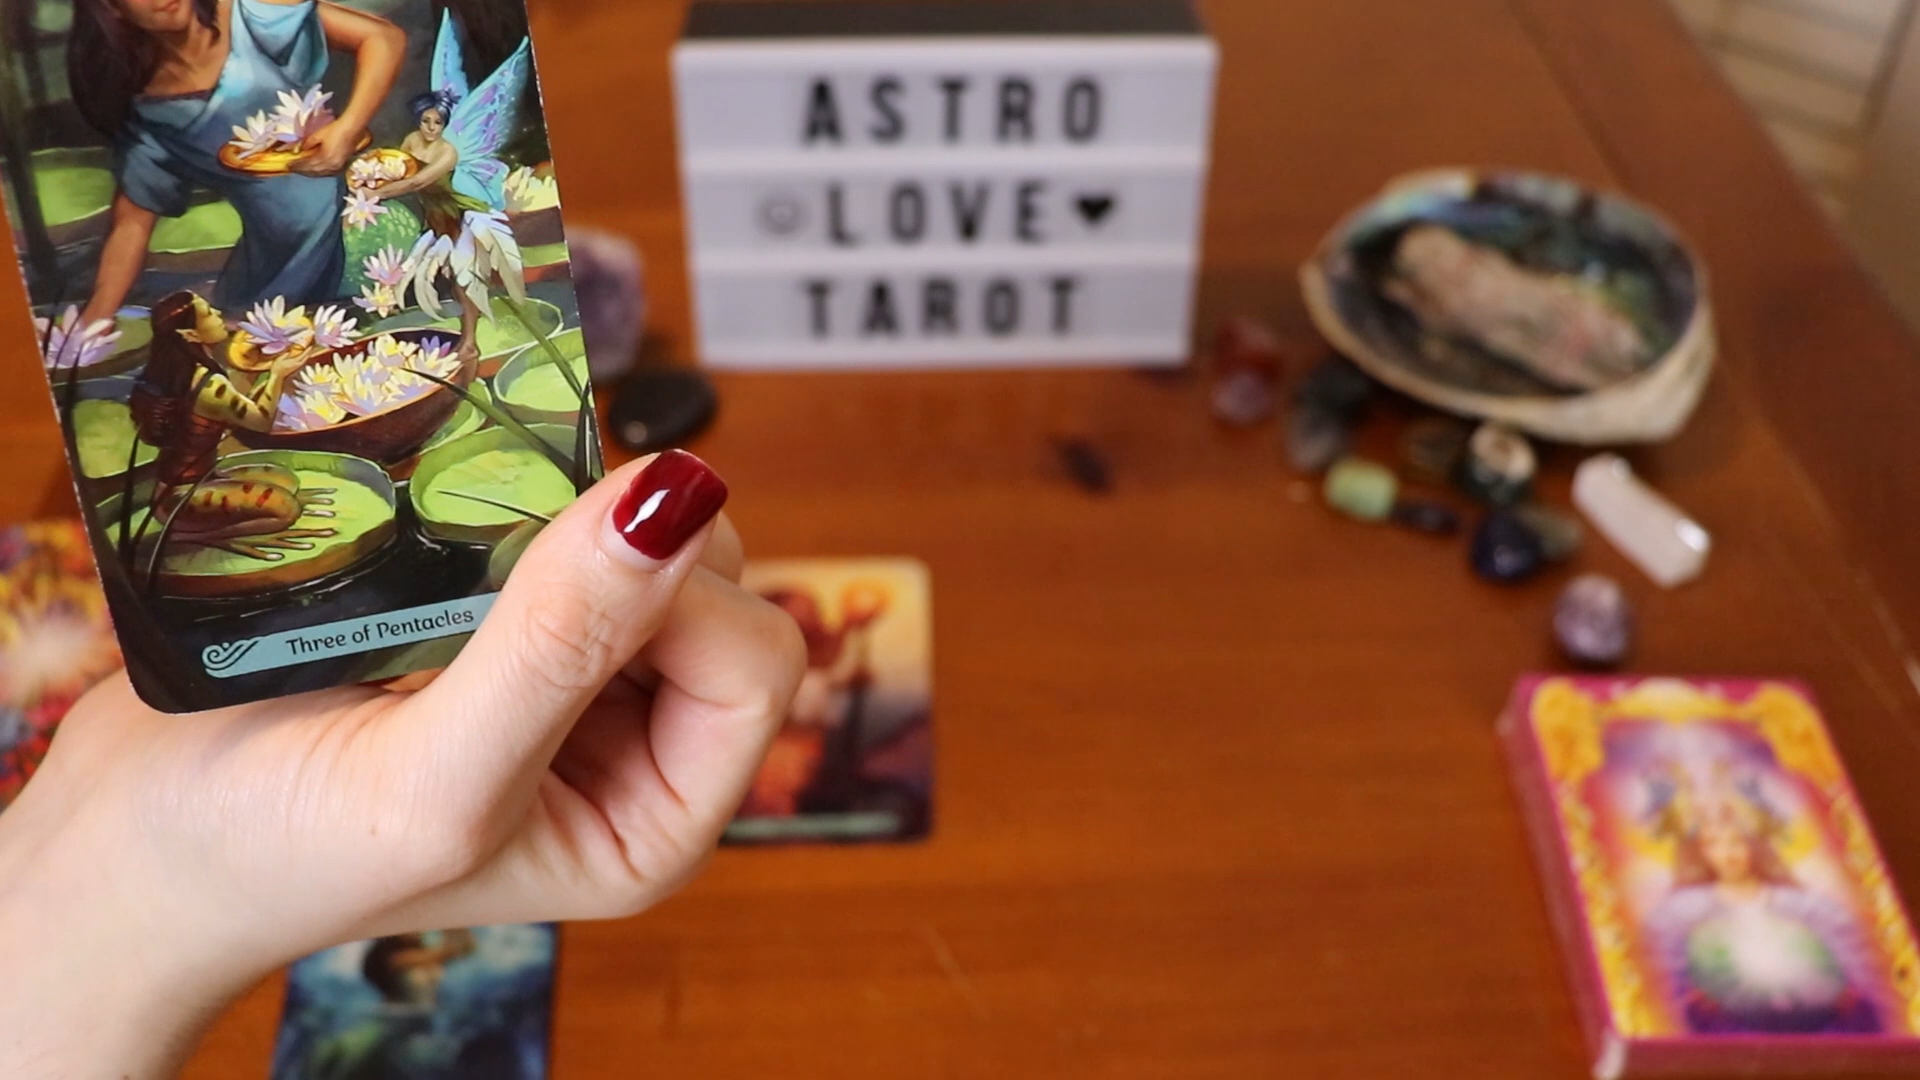 ASTRO
LOVE♥
TAROT
Three of Pentacles